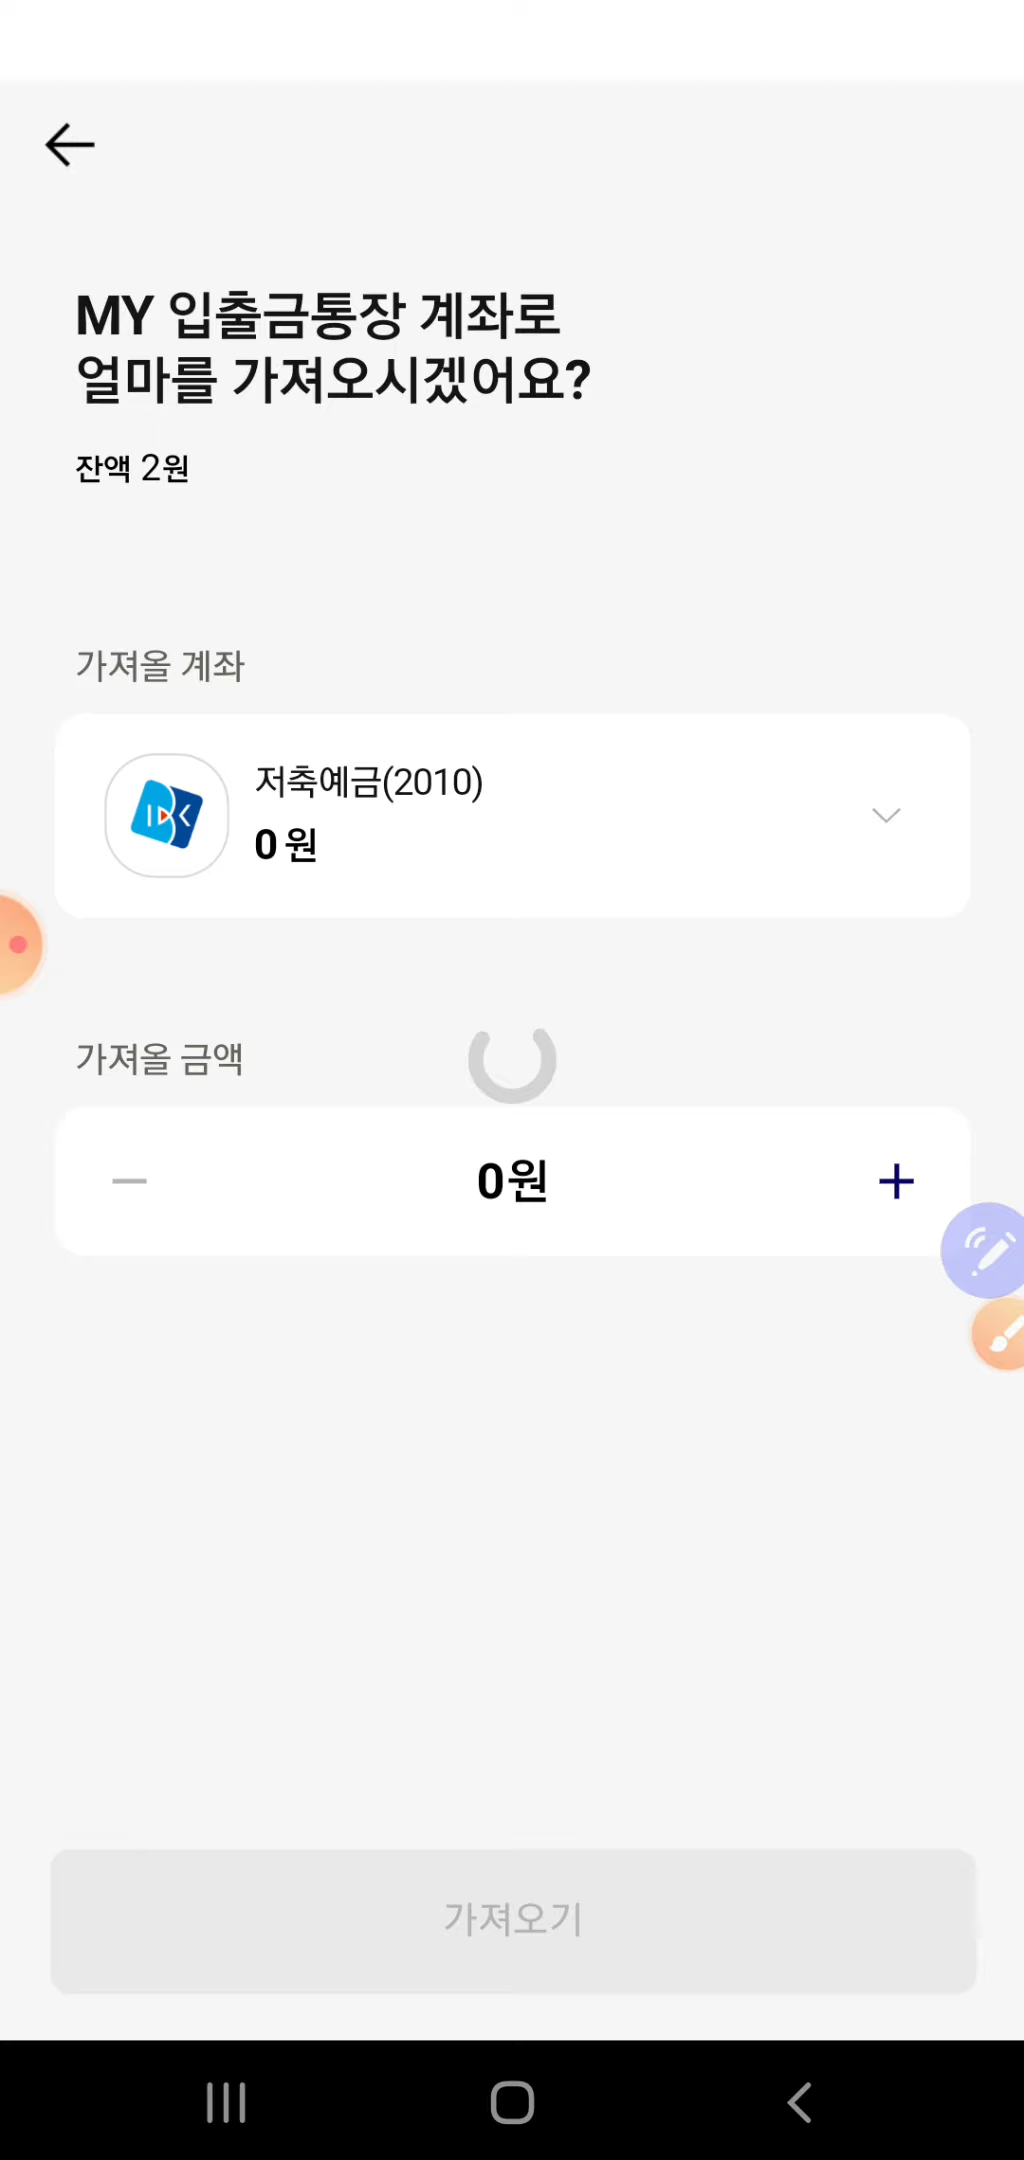 MY 입출금통장 계좌로
얼마를 가져오시겠어요?
잔액 2원
가져올 계좌
IBK
저축예금(2010)
0 원
가져올 금액
0원
가져오기